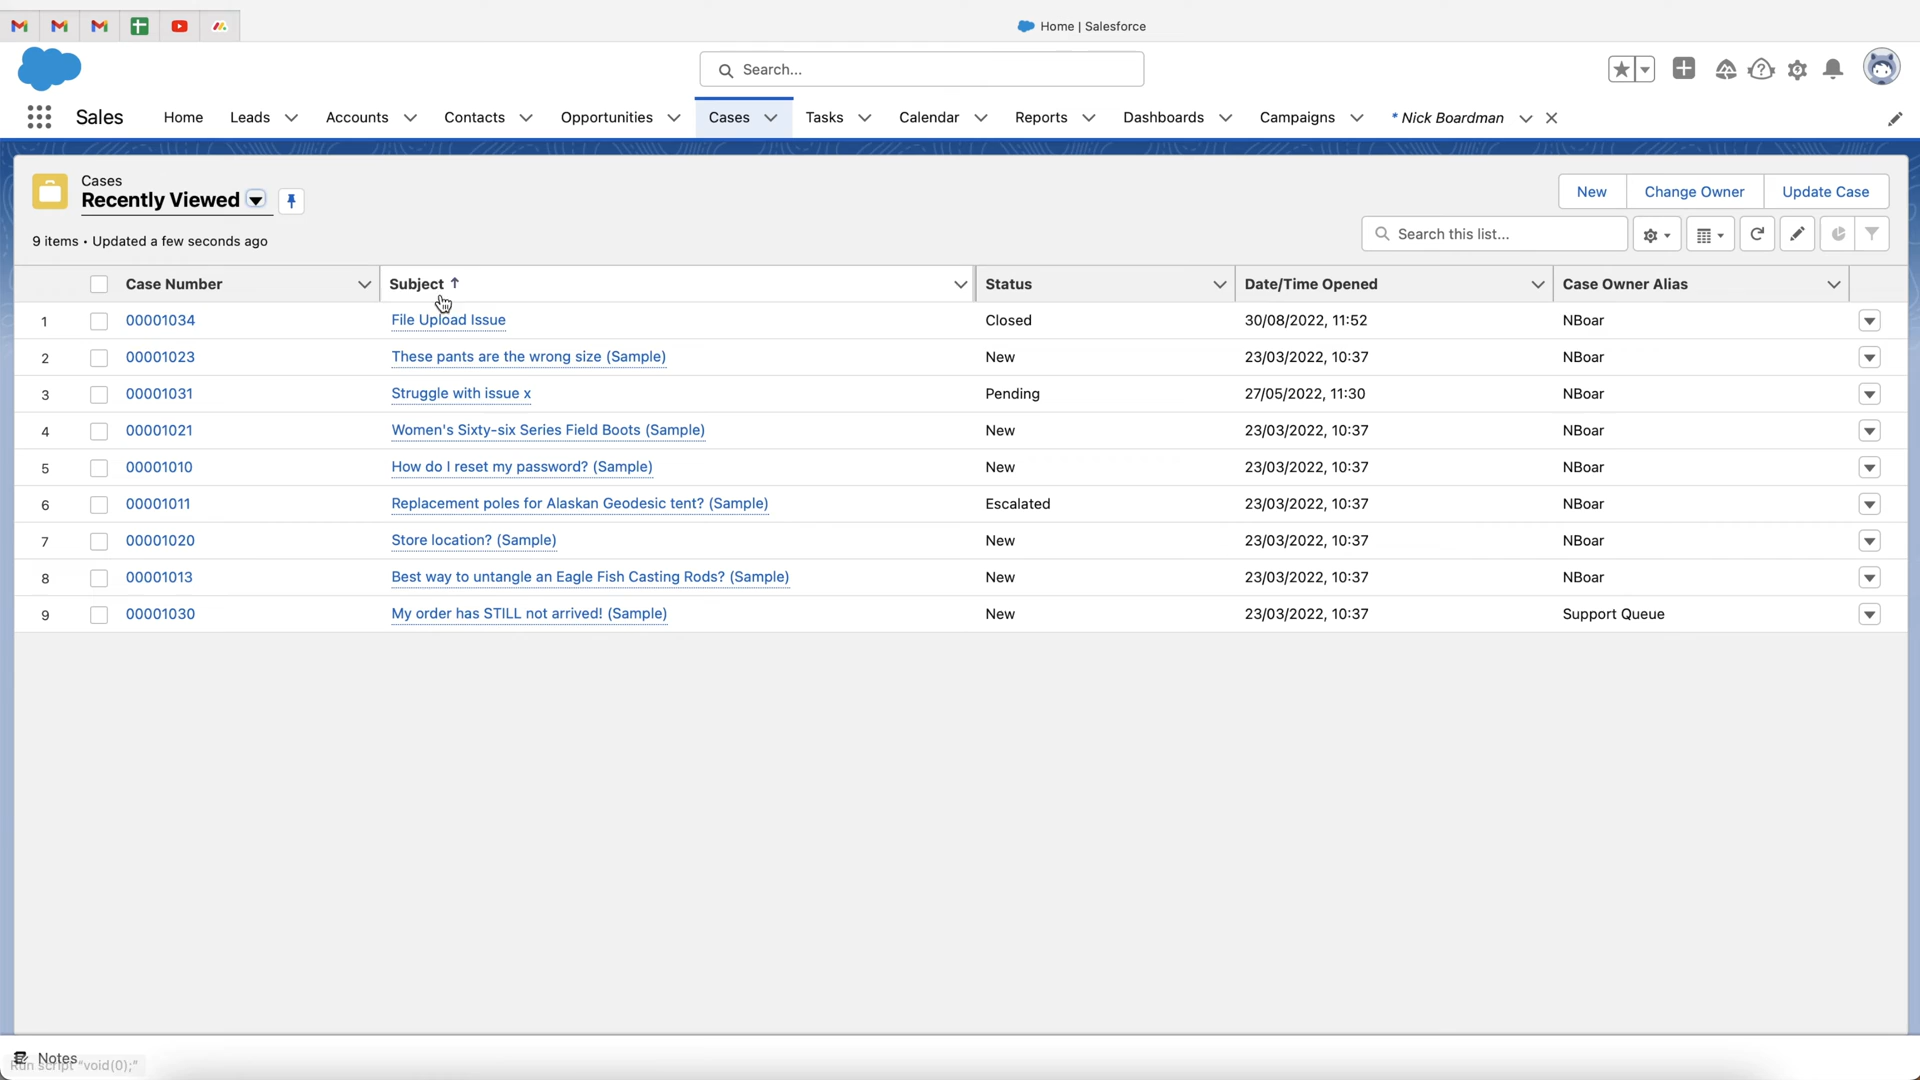 Home | Salesforce
Search...
Sales Home Leads Accounts Contacts Opportunities Cases Tasks Calendar Reports Dashboards Campaigns * Nick Boardman
Cases
Recently Viewed
New Change Owner Update Case
9 items • Updated a few seconds ago
Search this list...
Case Number Subject ↑ Status Date/Time Opened Case Owner Alias
1 00001034 File Upload Issue Closed 30/08/2022, 11:52 NBoar
2 00001023 These pants are the wrong size (Sample) New 23/03/2022, 10:37 NBoar
3 00001031 Struggle with issue x Pending 27/05/2022, 11:30 NBoar
4 00001021 Women's Sixty-six Series Field Boots (Sample) New 23/03/2022, 10:37 NBoar
5 00001010 How do I reset my password? (Sample) New 23/03/2022, 10:37 NBoar
6 00001011 Replacement poles for Alaskan Geodesic tent? (Sample) Escalated 23/03/2022, 10:37 NBoar
7 00001020 Store location? (Sample) New 23/03/2022, 10:37 NBoar
8 00001013 Best way to untangle an Eagle Fish Casting Rods? (Sample) New 23/03/2022, 10:37 NBoar
9 00001030 My order has STILL not arrived! (Sample) New 23/03/2022, 10:37 Support Queue
Notes
Run script "void(0);"